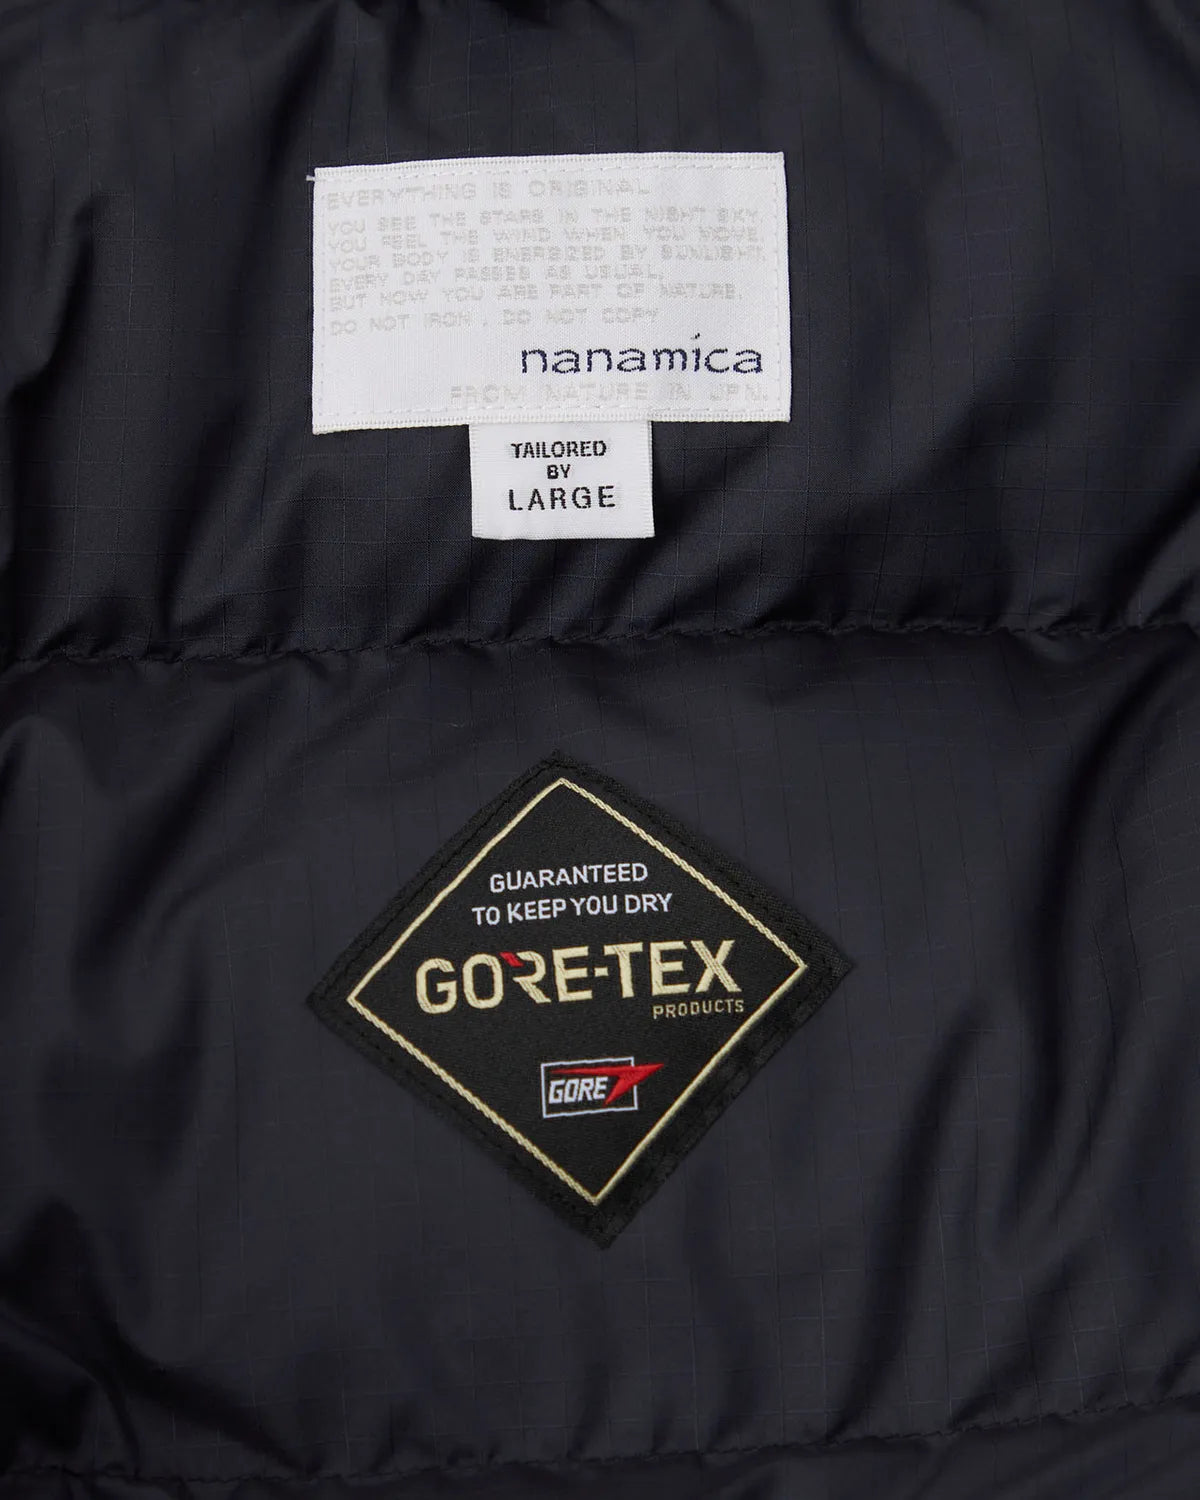 EVERYTHING IS ORIGINAL
YOU SEE THE STARS IN THE NIGHT SKY.
YOU FEEL THE WIND WHEN YOU MOVE.
YOUR BODY IS ENERGIZED BY SUNLIGHT.
EVERY DAY PASSES AS USUAL,
BUT NOW YOU ARE PART OF NATURE.
DO NOT IRON , DO NOT COPY
nanamica
FROM NATURE IN JPN.
TAILORED
BY
LARGE
GUARANTEED
TO KEEP YOU DRY
GORE-TEX
PRODUCTS
GORE